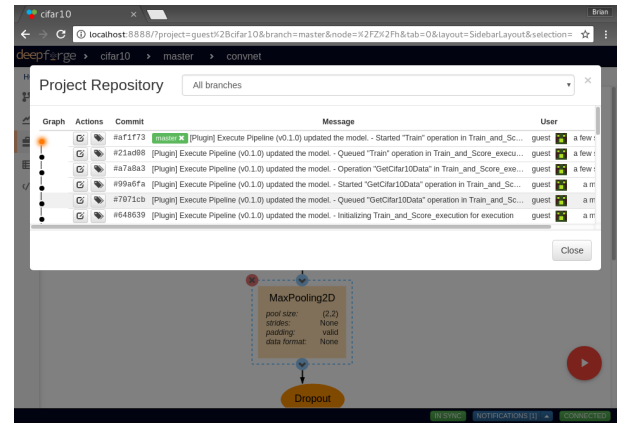 cifar10
Brian
localhost:8888/?project=guest%2Bcifar10&branch=master&node=%2FZ%2Fh&tab=0&layout=SidebarLayout&selection=
deepforge › cifar10 › master › convnet
Project Repository
All branches
×
Graph Actions Commit Message User
#af1f73 master [Plugin] Execute Pipeline (v0.1.0) updated the model. - Started "Train" operation in Train_and_Sc... guest a few s
#21ad08 [Plugin] Execute Pipeline (v0.1.0) updated the model. - Queued "Train" operation in Train_and_Score_execu... guest a few s
#a7a8a3 [Plugin] Execute Pipeline (v0.1.0) updated the model. - Operation "GetCifar10Data" in Train_and_Score_exe... guest a few s
#99a6fa [Plugin] Execute Pipeline (v0.1.0) updated the model. - Started "GetCifar10Data" operation in Train_and_Sc... guest a m
#7071cb [Plugin] Execute Pipeline (v0.1.0) updated the model. - Queued "GetCifar10Data" operation in Train_and_Sc... guest a m
#648639 [Plugin] Execute Pipeline (v0.1.0) updated the model. - Initializing Train_and_Score_execution for execution guest a m
Close
MaxPooling2D
pool size: (2,2)
strides: None
padding: valid
data format: None
Dropout
IN SYNC NOTIFICATIONS [1] CONNECTED